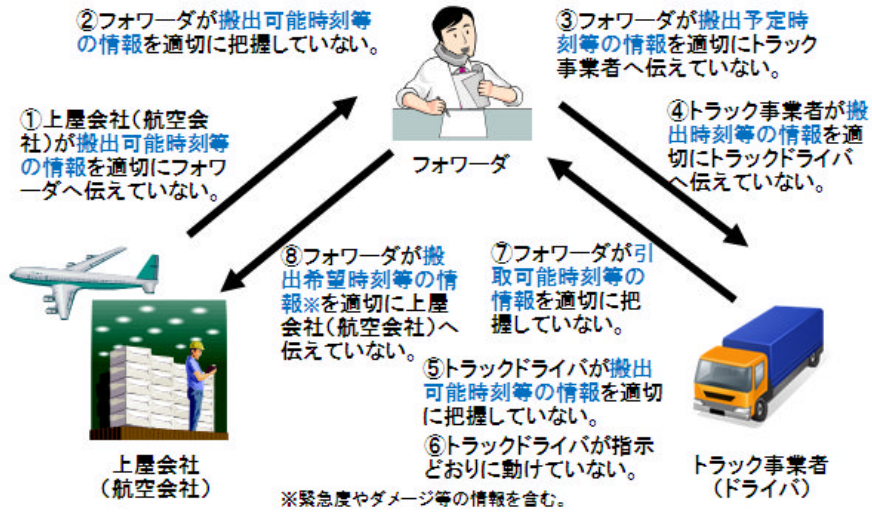 ②フォワーダが搬出可能時刻等
の情報を適切に把握していない。
③フォワーダが搬出予定時
刻等の情報を適切にトラック
事業者へ伝えていない。
①上屋会社(航空会
社)が搬出可能時刻等
の情報を適切にフォワ
ーダへ伝えていない。
④トラック事業者が搬
出時刻等の情報を適
切にトラックドライバ
へ伝えていない。
フォワーダ
⑧フォワーダが搬
出希望時刻等の情
報※を適切に上屋
会社(航空会社)へ
伝えていない。
⑦フォワーダが引
取可能時刻等の
情報を適切に把
握していない。
⑤トラックドライバが搬出
可能時刻等の情報を適切
に把握していない。
⑥トラックドライバが指示
どおりに動けていない。
上屋会社
(航空会社)
トラック事業者
(ドライバ)
※緊急度やダメージ等の情報を含む。